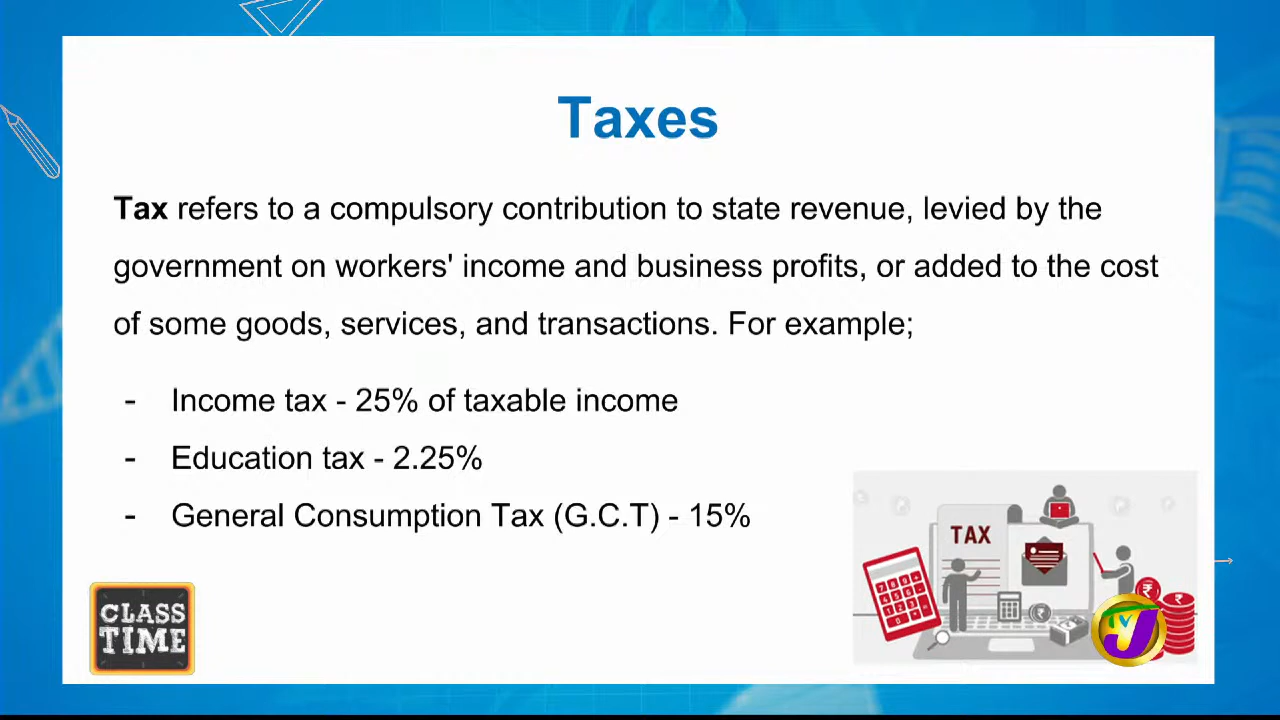 Taxes
Tax refers to a compulsory contribution to state revenue, levied by the
government on workers' income and business profits, or added to the cost
of some goods, services, and transactions. For example;
- Income tax - 25% of taxable income
- Education tax - 2.25%
- General Consumption Tax (G.C.T) - 15%
TAX
CLASS
TIME
TVJ